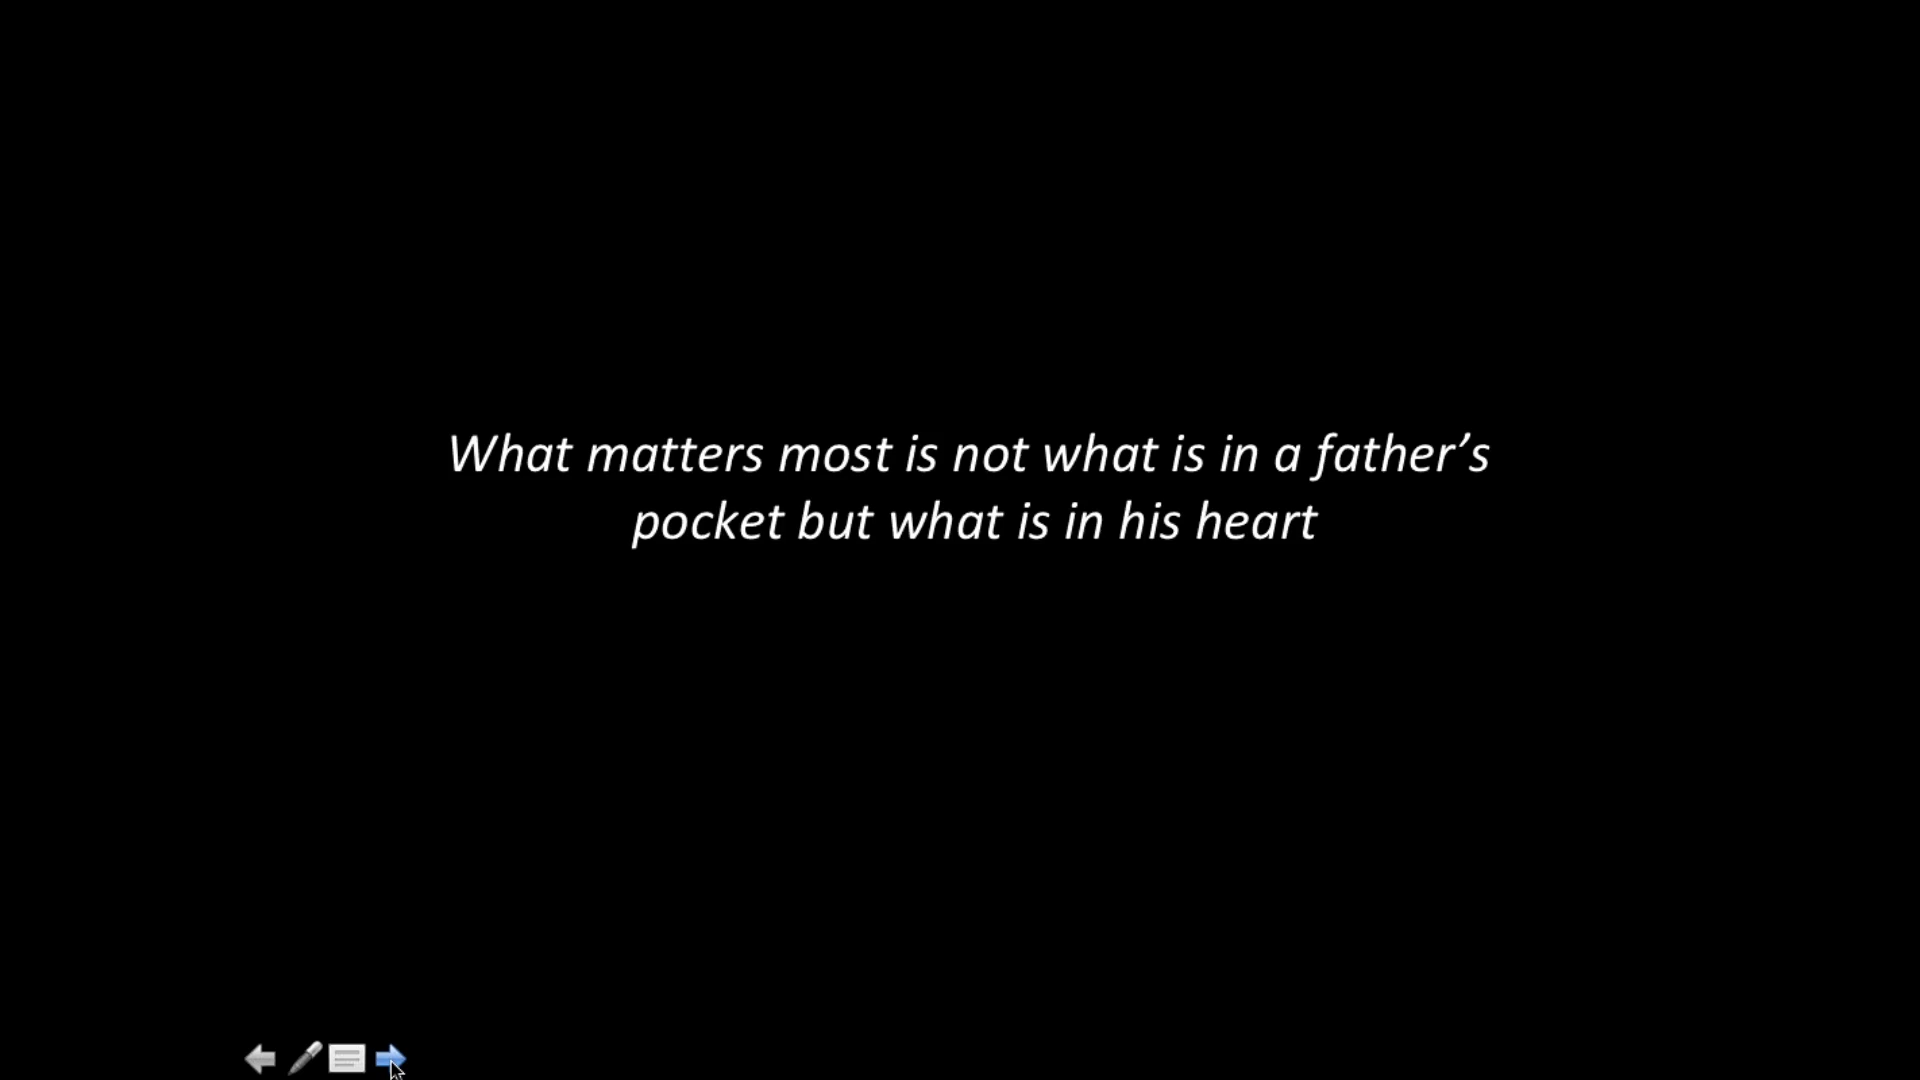 What matters most is not what is in a father’s
pocket but what is in his heart